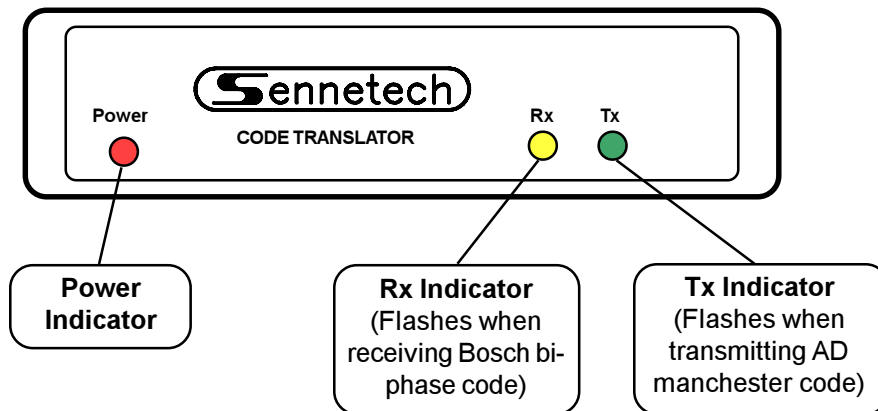 Sennetech
Power
CODE TRANSLATOR
Rx
Tx
Power
Indicator
Rx Indicator
(Flashes when
receiving Bosch bi-
phase code)
Tx Indicator
(Flashes when
transmitting AD
manchester code)